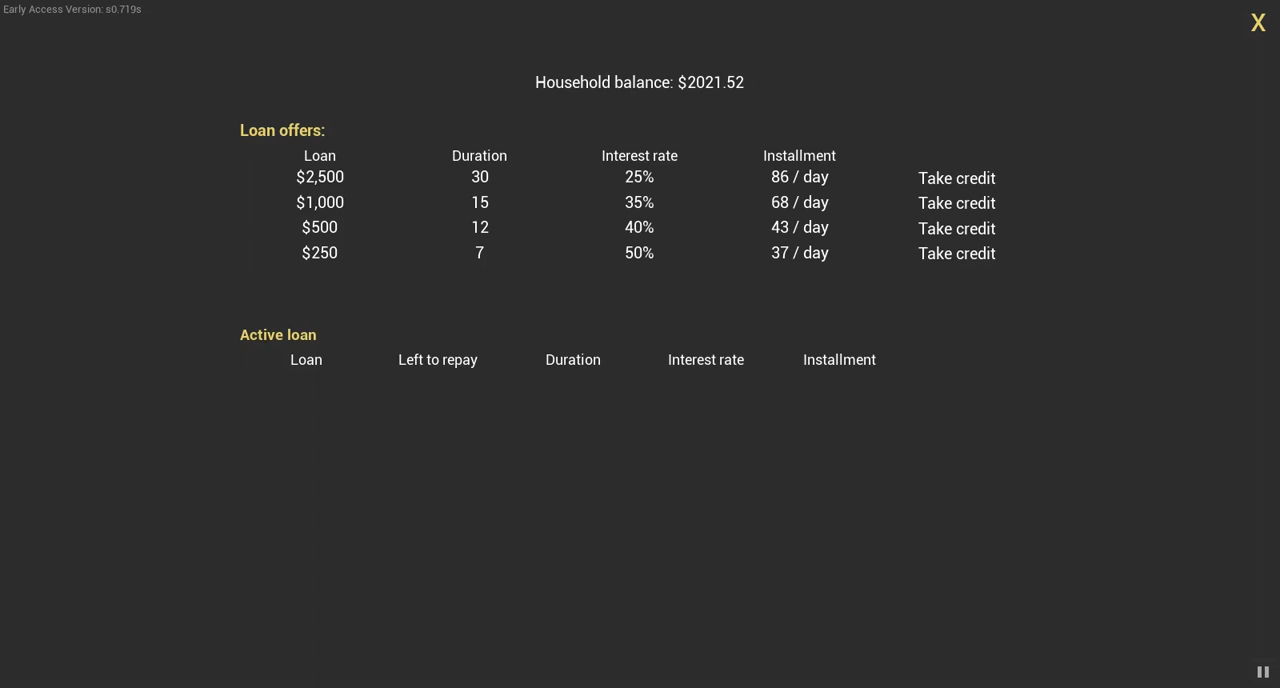 Early Access Version: s0.719s
X
Household balance: $2021.52
Loan offers:
Loan Duration Interest rate Installment
$2,500 30 25% 86 / day Take credit
$1,000 15 35% 68 / day Take credit
$500 12 40% 43 / day Take credit
$250 7 50% 37 / day Take credit
Active loan
Loan Left to repay Duration Interest rate Installment